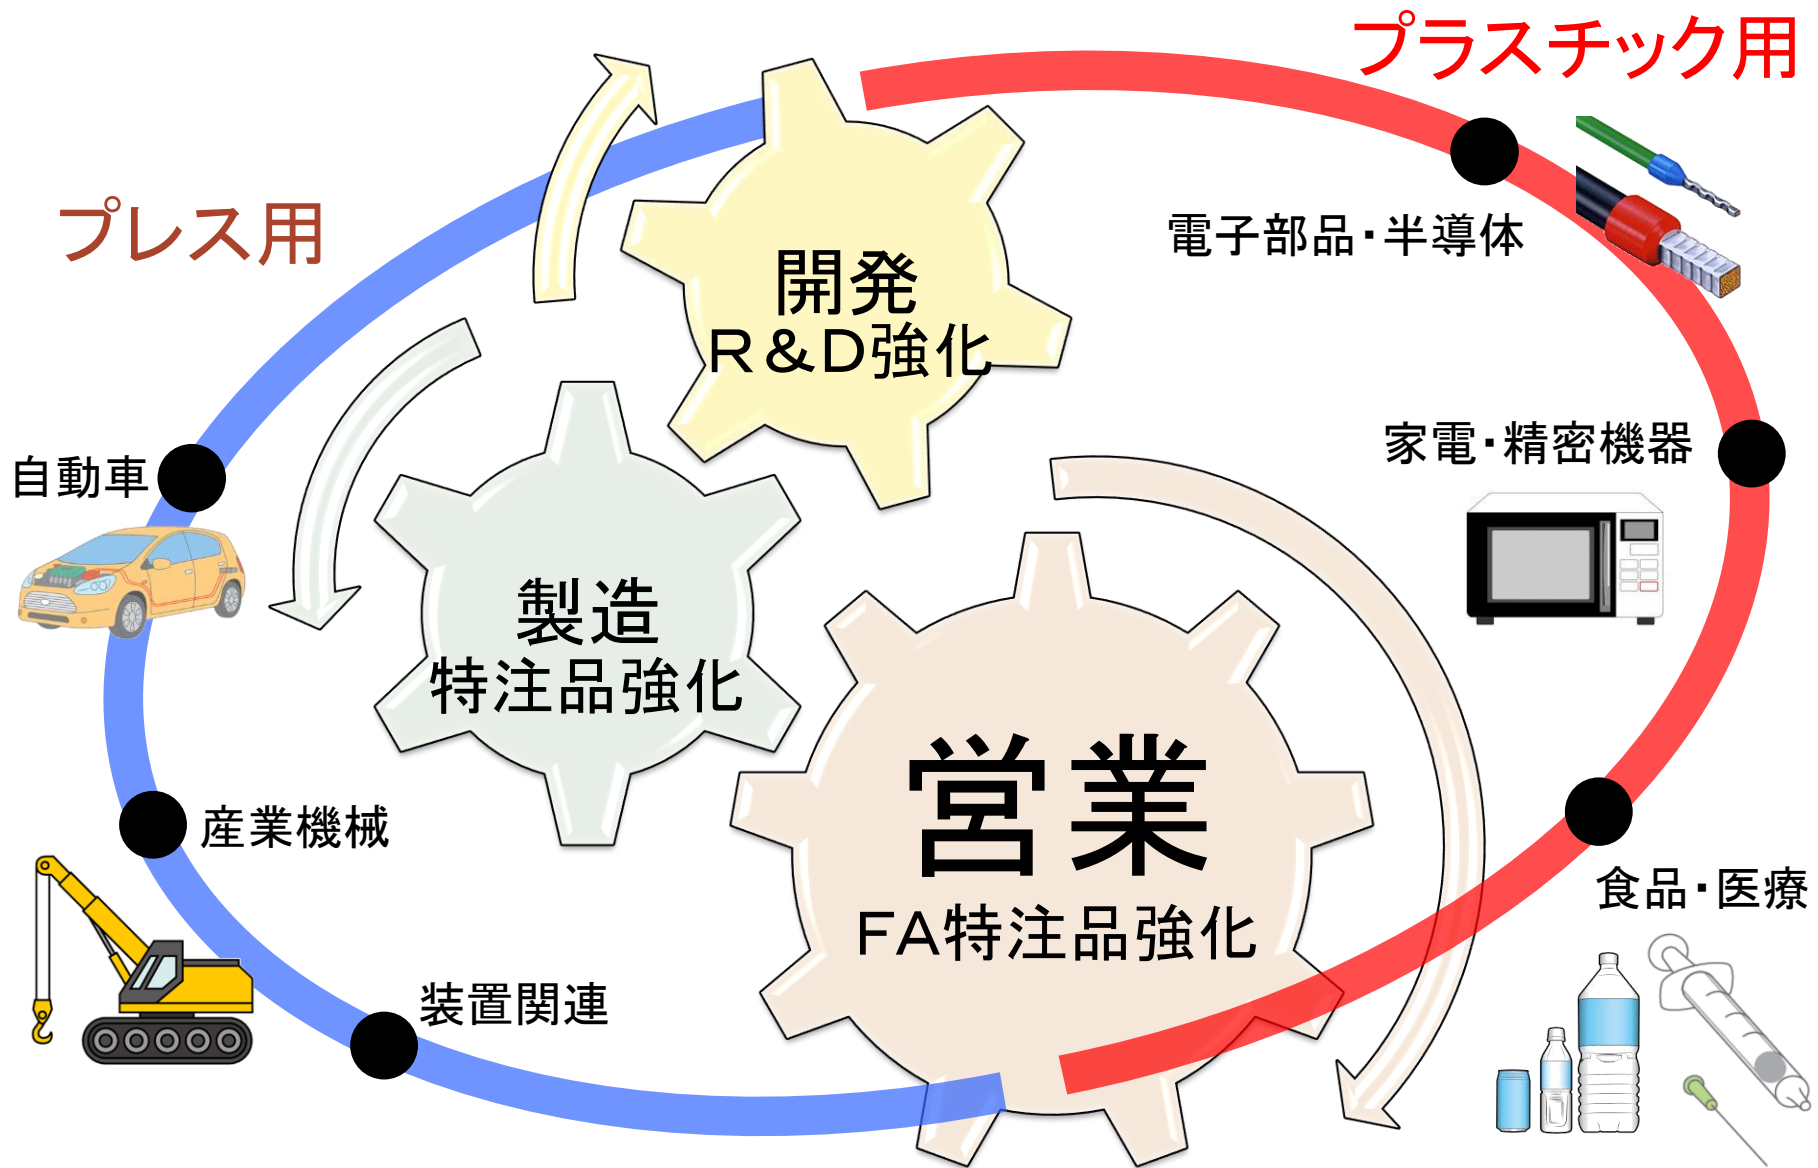 プラスチック用
プレス用
電子部品・半導体
開発
Ｒ＆Ｄ強化
家電・精密機器
自動車
製造
特注品強化
営業
ＦＡ特注品強化
産業機械
食品・医療
装置関連